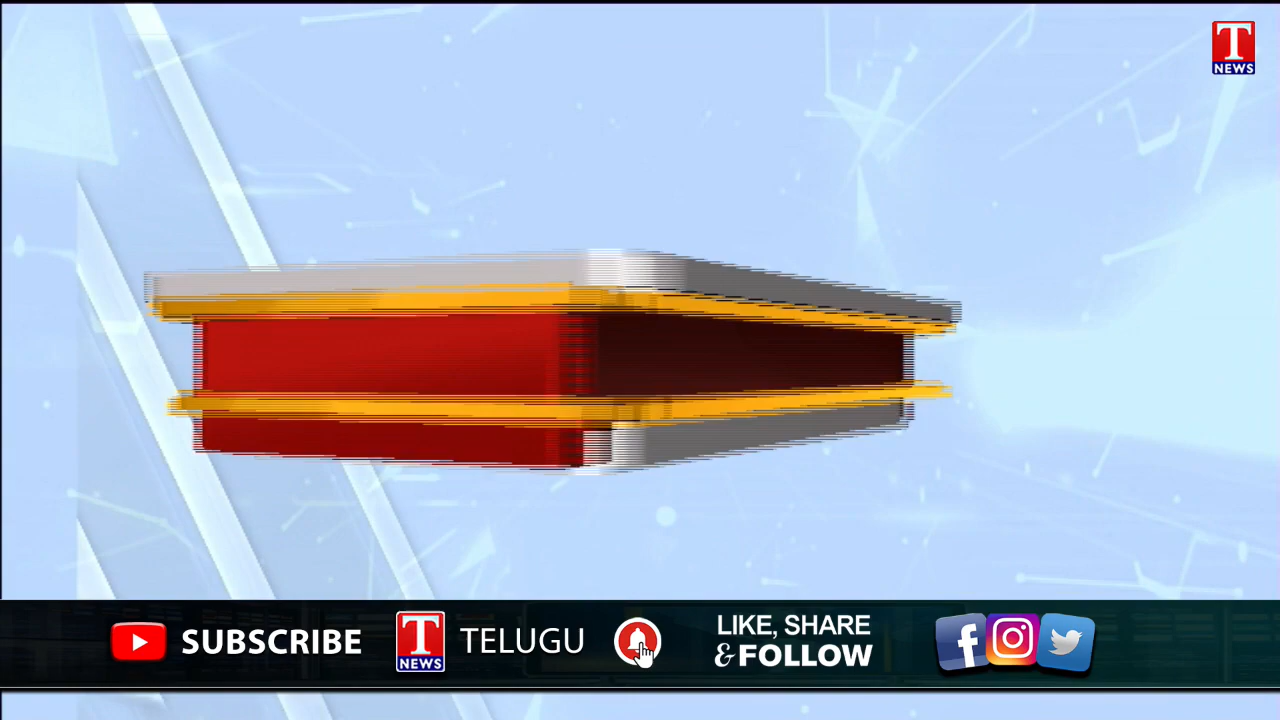 T
NEWS
SUBSCRIBE
T
NEWS
TELUGU
LIKE, SHARE
& FOLLOW
f